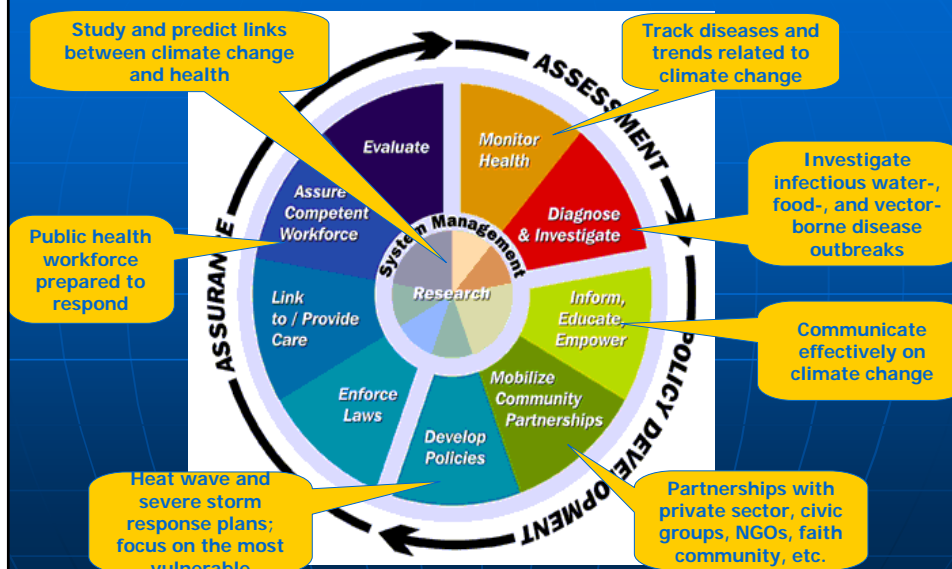 Study and predict links
between climate change
and health
Track diseases and
trends related to
climate change
ASSESSMENT
Evaluate
Monitor
Health
Investigate
infectious water-,
food-, and vector-
borne disease
outbreaks
Assure
Competent
Workforce
Diagnose
& Investigate
Public health
workforce
prepared to
respond
ASSURANCE
System Management
Research
Link
to / Provide
Care
Inform,
Educate,
Empower
Communicate
effectively on
climate change
POLICY DEVELOPMENT
Enforce
Laws
Develop
Policies
Mobilize
Community
Partnerships
Heat wave and
severe storm
response plans;
focus on the most
vulnerable
Partnerships with
private sector, civic
groups, NGOs, faith
community, etc.